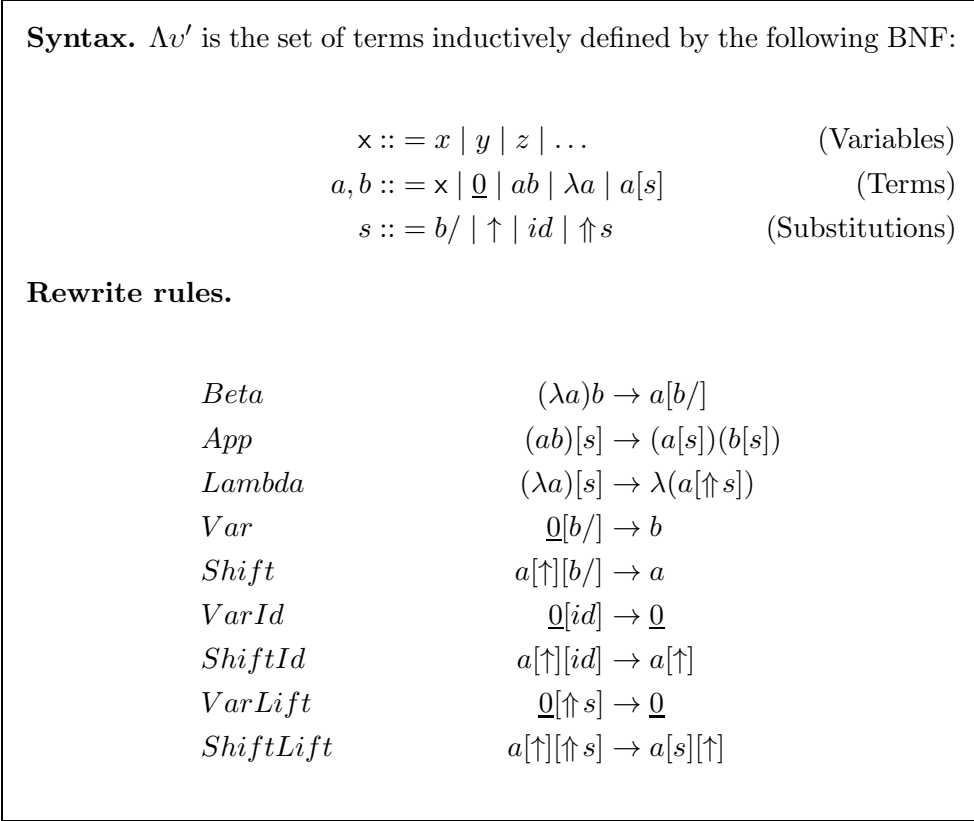 Syntax. Λυ′ is the set of terms inductively defined by the following BNF:
x :: = x | y | z | … (Variables)
a, b :: = x | 0̲ | ab | λa | a[s] (Terms)
s :: = b/ | ↑ | id | ⇑s (Substitutions)
Rewrite rules.
Beta (λa)b → a[b/]
App (ab)[s] → (a[s])(b[s])
Lambda (λa)[s] → λ(a[⇑s])
Var 0̲[b/] → b
Shift a[↑][b/] → a
VarId 0̲[id] → 0̲
ShiftId a[↑][id] → a[↑]
VarLift 0̲[⇑s] → 0̲
ShiftLift a[↑][⇑s] → a[s][↑]